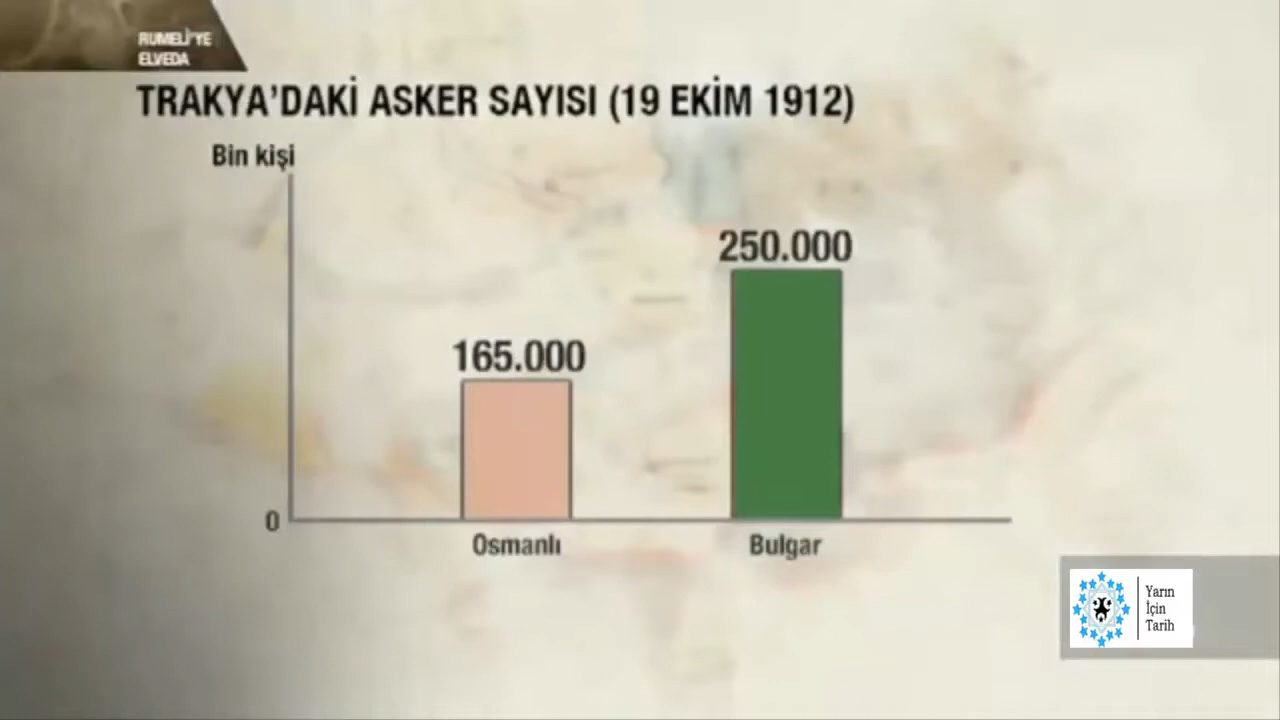 RUMELİ'YE
ELVEDA
TRAKYA'DAKİ ASKER SAYISI (19 EKİM 1912)
Bin kişi
250.000
165.000
0
Osmanlı
Bulgar
Yarın
İçin
Tarih